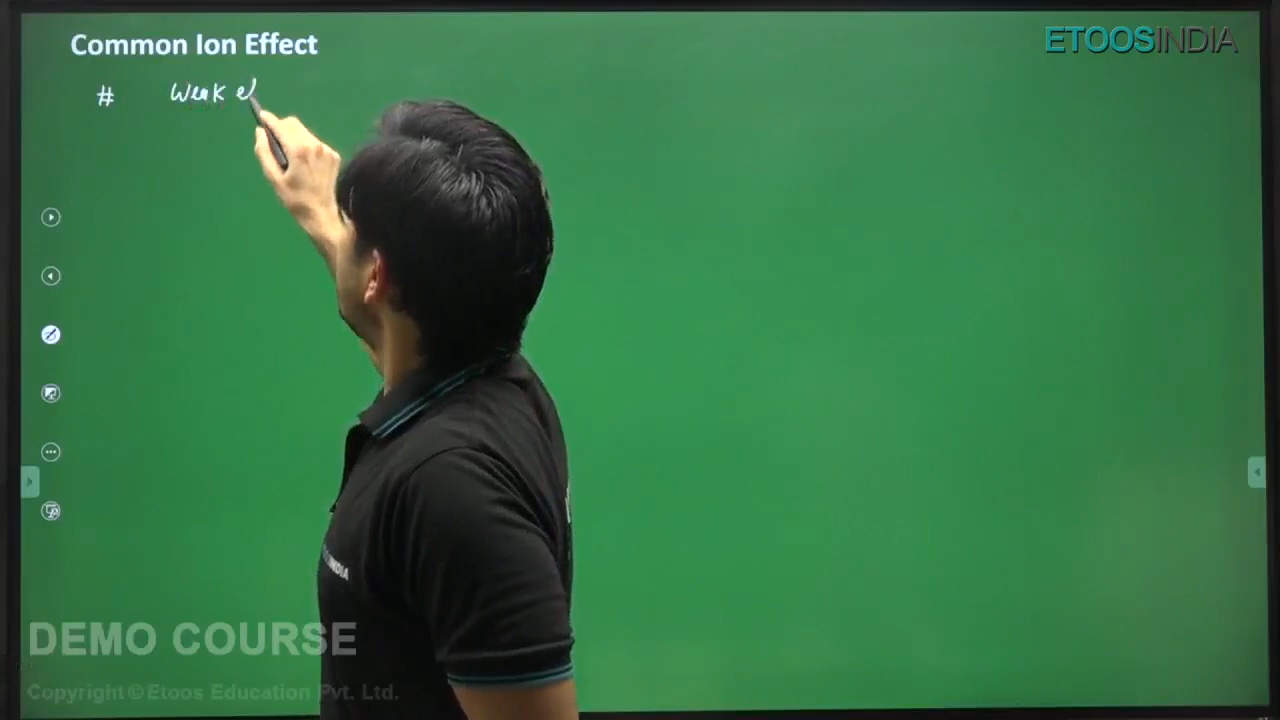 Common Ion Effect
ETOOSINDIA
# Weak el
DEMO COURSE
Copyright © Etoos Education Pvt. Ltd.